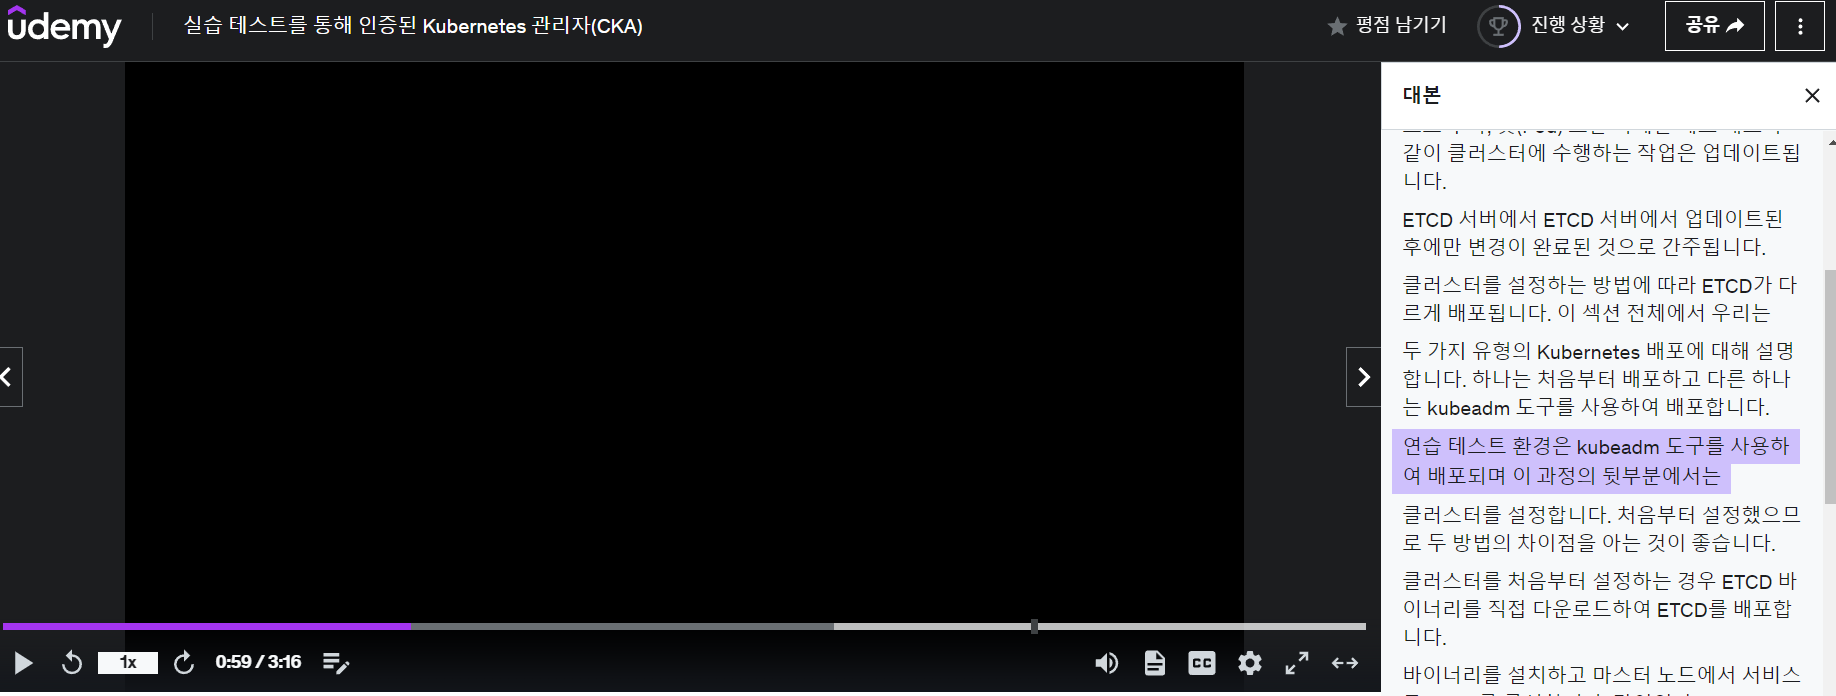 udemy
실습 테스트를 통해 인증된 Kubernetes 관리자(CKA)
평점 남기기
진행 상황
공유
대본
같이 클러스터에 수행하는 작업은 업데이트됩
니다.
ETCD 서버에서 ETCD 서버에서 업데이트된
후에만 변경이 완료된 것으로 간주됩니다.
클러스터를 설정하는 방법에 따라 ETCD가 다
르게 배포됩니다. 이 섹션 전체에서 우리는
두 가지 유형의 Kubernetes 배포에 대해 설명
합니다. 하나는 처음부터 배포하고 다른 하나
는 kubeadm 도구를 사용하여 배포합니다.
연습 테스트 환경은 kubeadm 도구를 사용하
여 배포되며 이 과정의 뒷부분에서는
클러스터를 설정합니다. 처음부터 설정했으므
로 두 방법의 차이점을 아는 것이 좋습니다.
클러스터를 처음부터 설정하는 경우 ETCD 바
이너리를 직접 다운로드하여 ETCD를 배포합
니다.
바이너리를 설치하고 마스터 노드에서 서비스
1x
0:59 / 3:16
CC